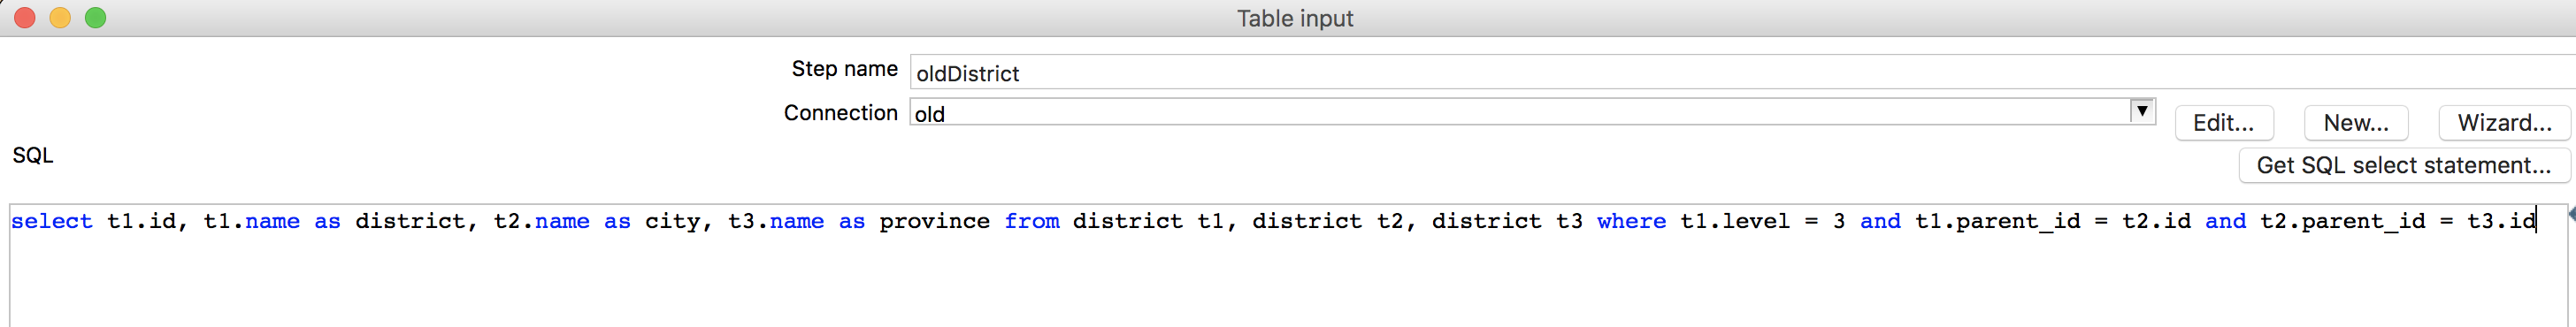 Table input
Step name oldDistrict
Connection old
Edit... New... Wizard...
SQL
Get SQL select statement...
select t1.id, t1.name as district, t2.name as city, t3.name as province from district t1, district t2, district t3 where t1.level = 3 and t1.parent_id = t2.id and t2.parent_id = t3.id